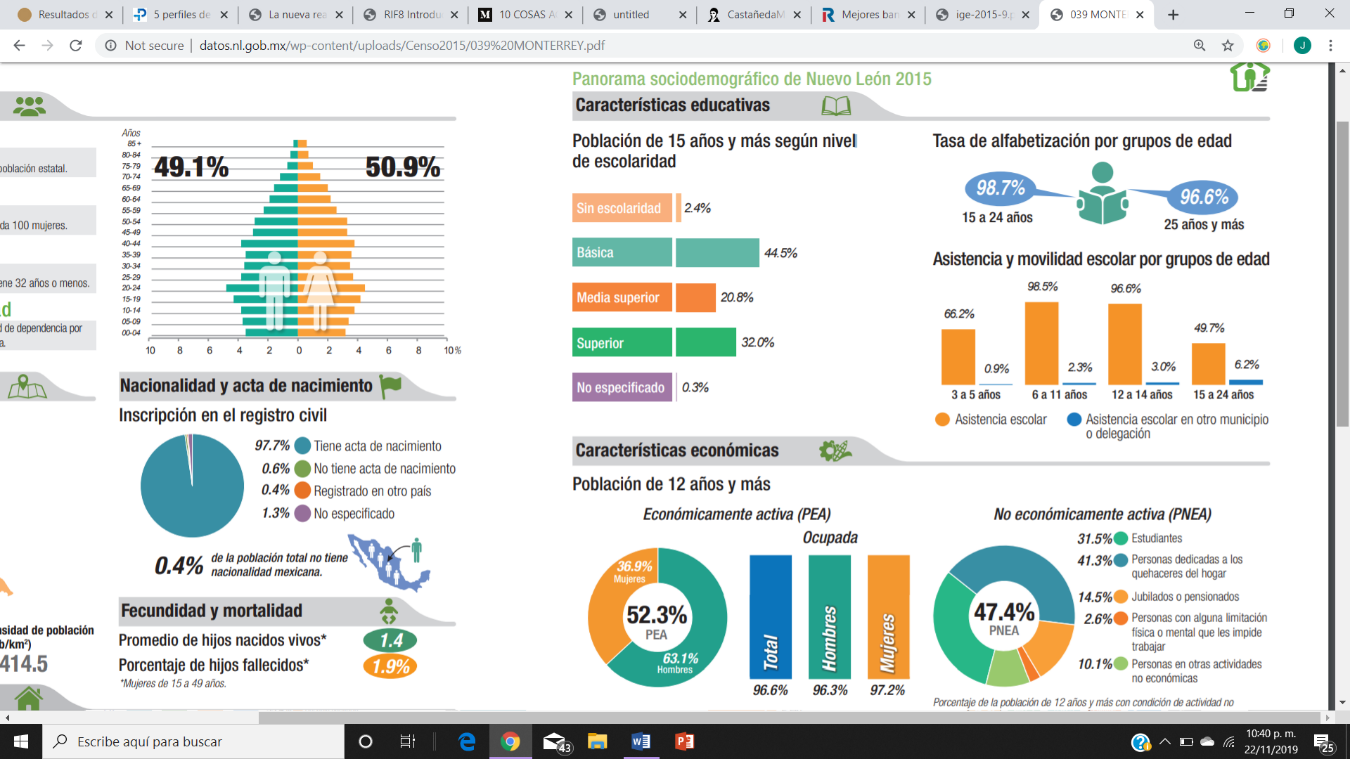 Resultados d
5 perfiles de
La nueva rea
RIF8 Introdu
10 COSAS A
untitled
CastañedaM
Mejores ban
ige-2015-9.p
039 MONTE
Not secure | datos.nl.gob.mx/wp-content/uploads/Censo2015/039%20MONTERREY.pdf
J
población estatal.
da 100 mujeres.
ene 32 años o menos.
d
d de dependencia por
a.
nsidad de población
b/km²)
414.5
Años
85 +
80-84
75-79
70-74
65-69
60-64
55-59
50-54
45-49
40-44
35-39
30-34
25-29
20-24
15-19
10-14
05-09
00-04
49.1%
50.9%
10 8 6 4 2 0 2 4 6 8 10 %
Nacionalidad y acta de nacimiento
Inscripción en el registro civil
97.7% Tiene acta de nacimiento
0.6% No tiene acta de nacimiento
0.4% Registrado en otro país
1.3% No especificado
0.4% de la población total no tiene
nacionalidad mexicana.
Fecundidad y mortalidad
Promedio de hijos nacidos vivos* 1.4
Porcentaje de hijos fallecidos* 1.9%
*Mujeres de 15 a 49 años.
Panorama sociodemográfico de Nuevo León 2015
Características educativas
Población de 15 años y más según nivel
de escolaridad
Sin escolaridad 2.4%
Básica 44.5%
Media superior 20.8%
Superior 32.0%
No especificado 0.3%
Tasa de alfabetización por grupos de edad
98.7%
15 a 24 años
96.6%
25 años y más
Asistencia y movilidad escolar por grupos de edad
66.2% 0.9% 98.5% 2.3% 96.6% 3.0% 49.7% 6.2%
3 a 5 años 6 a 11 años 12 a 14 años 15 a 24 años
Asistencia escolar
Asistencia escolar en otro municipio
o delegación
Características económicas
Población de 12 años y más
Económicamente activa (PEA)
36.9%
Mujeres
52.3%
PEA
63.1%
Hombres
Ocupada
Total
Hombres
Mujeres
96.6% 96.3% 97.2%
No económicamente activa (PNEA)
47.4%
PNEA
31.5% Estudiantes
41.3% Personas dedicadas a los
quehaceres del hogar
14.5% Jubilados o pensionados
2.6% Personas con alguna limitación
física o mental que les impide
trabajar
10.1% Personas en otras actividades
no económicas
Porcentaje de la población de 12 años y más con condición de actividad no
Escribe aquí para buscar
43
10:40 p. m.
22/11/2019
25